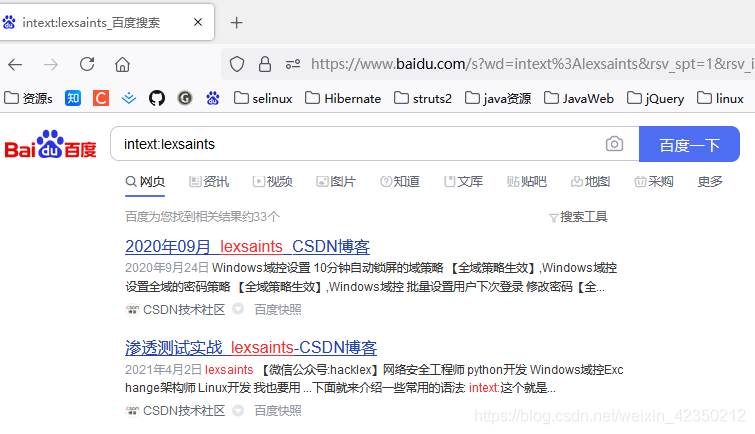 intext:lexsaints_百度搜索
https://www.baidu.com/s?wd=intext%3Alexsaints&rsv_spt=1&rsv_i
资源s 知 C G selinux Hibernate struts2 java资源 JavaWeb jQuery linux
Bai du 百度 intext:lexsaints 百度一下
网页 资讯 视频 图片 知道 文库 贴吧 地图 采购 更多
百度为您找到相关结果约33个 搜索工具
2020年09月_lexsaints_CSDN博客
2020年9月24日 Windows域控设置 10分钟自动锁屏的域策略 【全域策略生效】,Windows域控
设置全域的密码策略 【全域策略生效】,Windows域控 批量设置用户下次登录 修改密码【全...
CSDN技术社区 百度快照
渗透测试实战_lexsaints-CSDN博客
2021年4月2日 lexsaints 【微信公众号:hacklex】网络安全工程师 python开发 Windows域控Exc
hange架构师 Linux开发 我也要用 ...下面就来介绍一些常用的语法: intext:这个就是...
CSDN技术社区 百度快照
https://blog.csdn.net/weixin_42350212